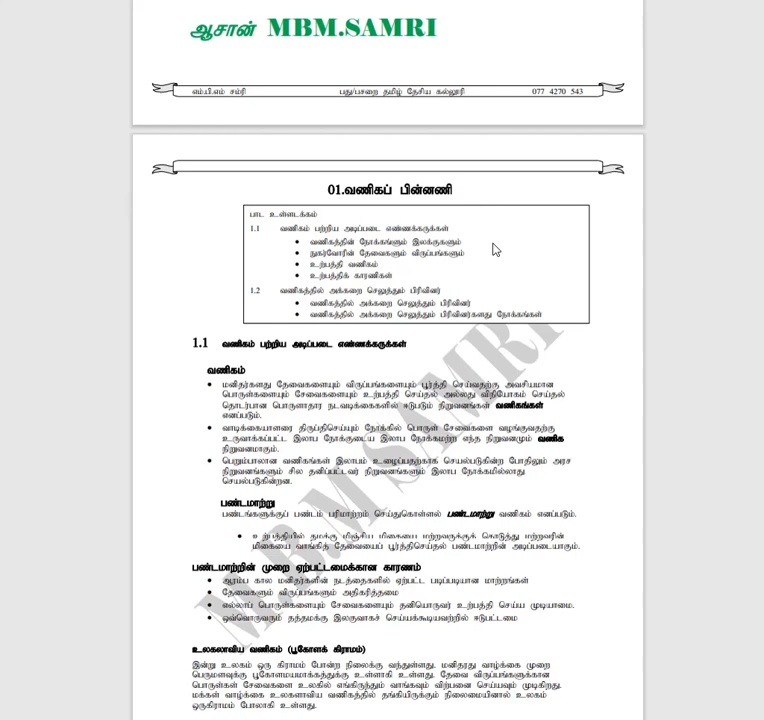 ஆசான் MBM.SAMRI
எம்.பி.எம் சம்ரி பது/பசறை தமிழ் தேசிய கல்லூரி 077 4270 543
01.வணிகப் பின்னணி
பாட உள்ளடக்கம்
1.1 வணிகம் பற்றிய அடிப்படை எண்ணக்கருக்கள்
• வணிகத்தின் நோக்கங்களும் இலக்குகளும்
• நுகர்வோரின் தேவைகளும் விருப்பங்களும்
• உற்பத்தி வணிகம்
• உற்பத்திக் காரணிகள்
1.2 வணிகத்தில் அக்கறை செலுத்தும் பிரிவினர்
• வணிகத்தில் அக்கறை செலுத்தும் பிரிவினர்
• வணிகத்தில் அக்கறை செலுத்தும் பிரிவினர்களது நோக்கங்கள்
1.1 வணிகம் பற்றிய அடிப்படை எண்ணக்கருக்கள்
வணிகம்
• மனிதர்களது தேவைகளையும் விருப்பங்களையும் பூர்த்தி செய்வதற்கு அவசியமான
பொருள்களையும் சேவைகளையும் உற்பத்தி செய்தல் அல்லது விநியோகம் செய்தல்
தொடர்பான பொருளாதார நடவடிக்கைகளில் ஈடுபடும் நிறுவனங்கள் வணிகங்கள்
எனப்படும்.
• வாடிக்கையாளரை திருப்திசெய்யும் நோக்கில் பொருள் சேவைகளை வழங்குவதற்கு
உருவாக்கப்பட்ட இலாப நோக்குடைய இலாப நோக்கமற்ற எந்த நிறுவனமும் வணிக
நிறுவனமாகும்.
• பெறும்பாலான வணிகங்கள் இலாபம் உழைப்பதற்காக செயல்படுகின்ற போதிலும் அரச
நிறுவனங்களும் சில தனிப்பட்டவர் நிறுவனங்களும் இலாப நோக்கமில்லாது
செயல்படுகின்றன.
பண்டமாற்று
பண்டங்களுக்குப் பண்டம் பரிமாற்றம் செய்துகொள்ளல் பண்டமாற்று வணிகம் எனப்படும்.
• உற்பத்தியில் தமக்கு மிஞ்சிய மிகையை மற்றவருக்குக் கொடுத்து மற்றவரின்
மிகையை வாங்கித் தேவையைப் பூர்த்திசெய்தல் பண்டமாற்றின் அடிப்படையாகும்.
பண்டமாற்றின் முறை ஏற்பட்டமைக்கான காரணம்
• ஆரம்ப கால மனிதர்களின் நடத்தைகளில் ஏற்பட்ட படிப்படியான மாற்றங்கள்
• தேவைகளும் விருப்பங்களும் அதிகரித்தமை
• எல்லாப் பொருள்களையும் சேவைகளையும் தனியொருவர் உற்பத்தி செய்ய முடியாமை.
• ஒவ்வொருவரும் தத்தமக்கு இலகுவாகச் செய்யக்கூடியவற்றில் ஈடுபட்டமை
உலகலாவிய வணிகம் (பூகோளக் கிராமம்)
இன்று உலகம் ஒரு கிராமம் போன்ற நிலைக்கு வந்துள்ளது. மனிதரது வாழ்க்கை முறை
பெருமளவுக்கு பூகோளமயமாக்கத்துக்கு உள்ளாகி உள்ளது. தேவை விருப்பங்களுக்கான
பொருள்கள் சேவைகளை உலகில் எங்கிருந்தும் வாங்கவும் விற்பனை செய்யவும் முடிகிறது.
மக்கள் வாழ்க்கை உலகளாவிய வணிகத்தில் தங்கியிருக்கும் நிலைமையினால் உலகம்
ஒருகிராமம் போலாகி உள்ளது.
M.B.M SAMRI